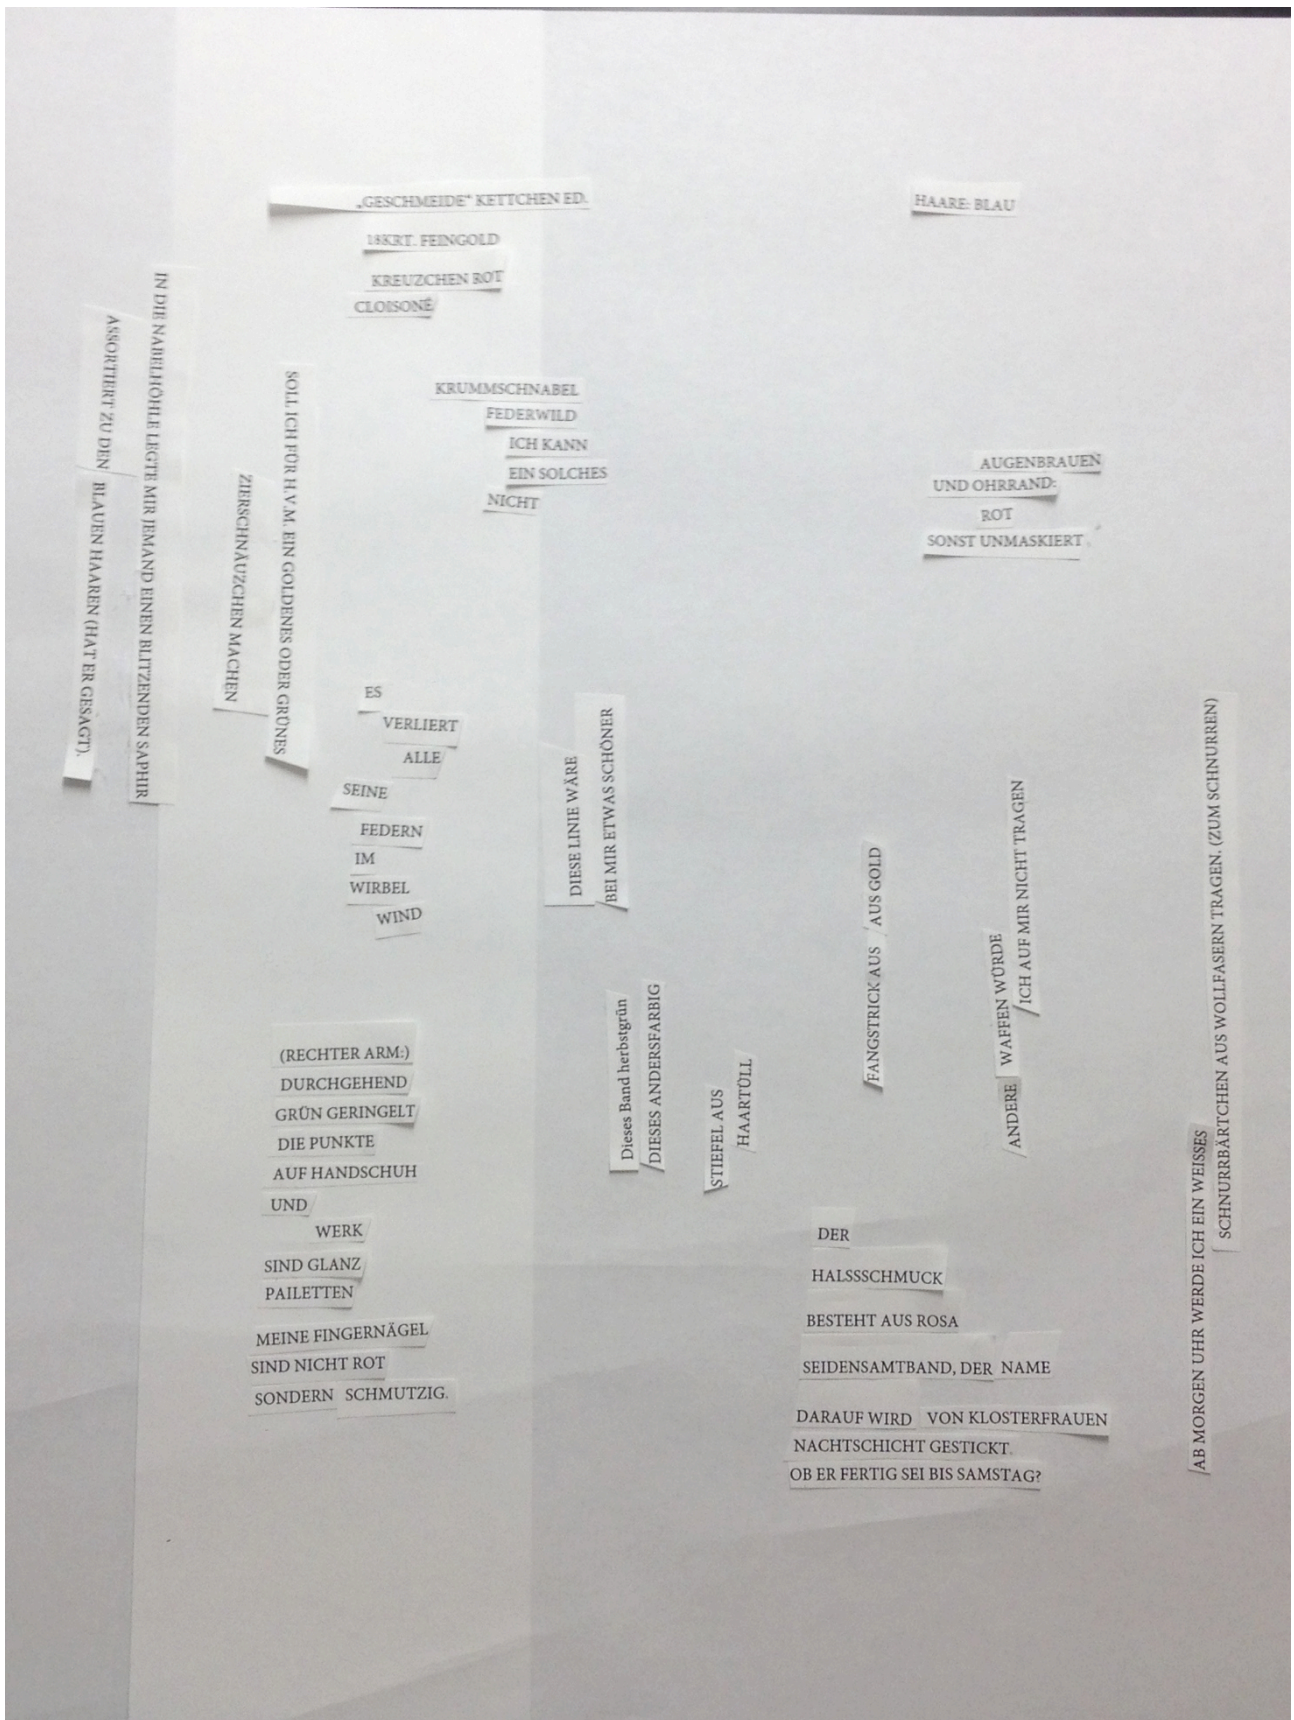 „GESCHMEIDE“ KETTCHEN ED.
18KRT. FEINGOLD
KREUZCHEN ROT
CLOISONÉ
HAARE: BLAU
IN DIE NABELHÖHLE LEGTE MIR JEMAND EINEN BLITZENDEN SAPHIR
ASSORTIERT ZU DEN BLAUEN HAAREN (HAT ER GESAGT).
SOLL ICH FÜR H.V.M. EIN GOLDENES ODER GRÜNES
ZIERSCHNÄUZCHEN MACHEN
KRUMMSCHNABEL
FEDERWILD
ICH KANN
EIN SOLCHES
NICHT
AUGENBRAUEN
UND OHRRAND:
ROT
SONST UNMASKIERT
ES
VERLIERT
ALLE
SEINE
FEDERN
IM
WIRBEL
WIND
DIESE LINIE WÄRE
BEI MIR ETWAS SCHÖNER
Dieses Band herbstgrün
DIESES ANDERSFARBIG
STIEFEL AUS
HAARTÜLL
FANGSTRICK AUS AUS GOLD
ANDERE WAFFEN WÜRDE
ICH AUF MIR NICHT TRAGEN
AB MORGEN UHR WERDE ICH EIN WEISSES
SCHNURRBÄRTCHEN AUS WOLLFASERN TRAGEN. (ZUM SCHNURREN)
(RECHTER ARM:)
DURCHGEHEND
GRÜN GERINGELT
DIE PUNKTE
AUF HANDSCHUH
UND
WERK
SIND GLANZ
PAILETTEN
MEINE FINGERNÄGEL
SIND NICHT ROT
SONDERN SCHMUTZIG.
DER
HALSSSCHMUCK
BESTEHT AUS ROSA
SEIDENSAMTBAND, DER NAME
DARAUF WIRD VON KLOSTERFRAUEN
NACHTSCHICHT GESTICKT.
OB ER FERTIG SEI BIS SAMSTAG?